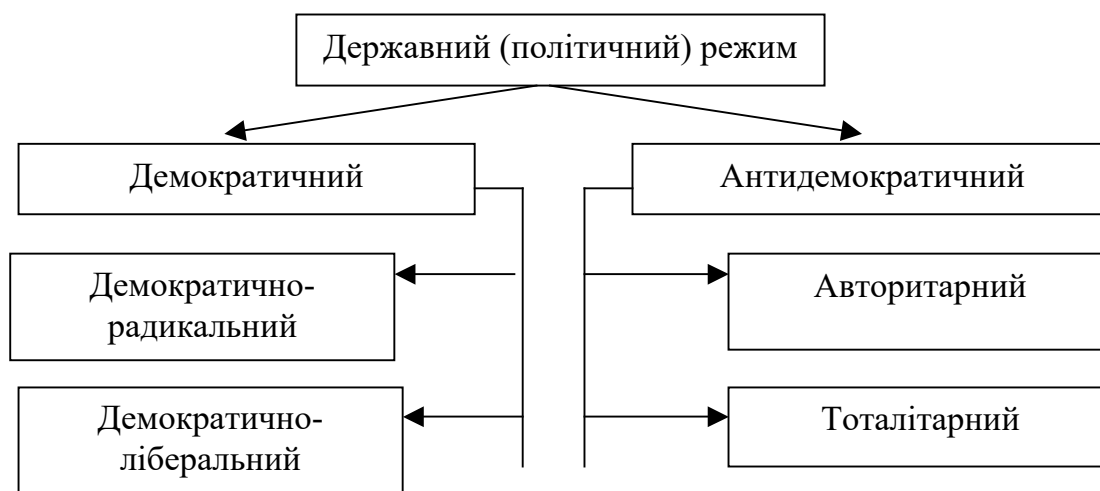 Державний (політичний) режим
Демократичний
Антидемократичний
Демократично-
радикальний
Авторитарний
Демократично-
ліберальний
Тоталітарний